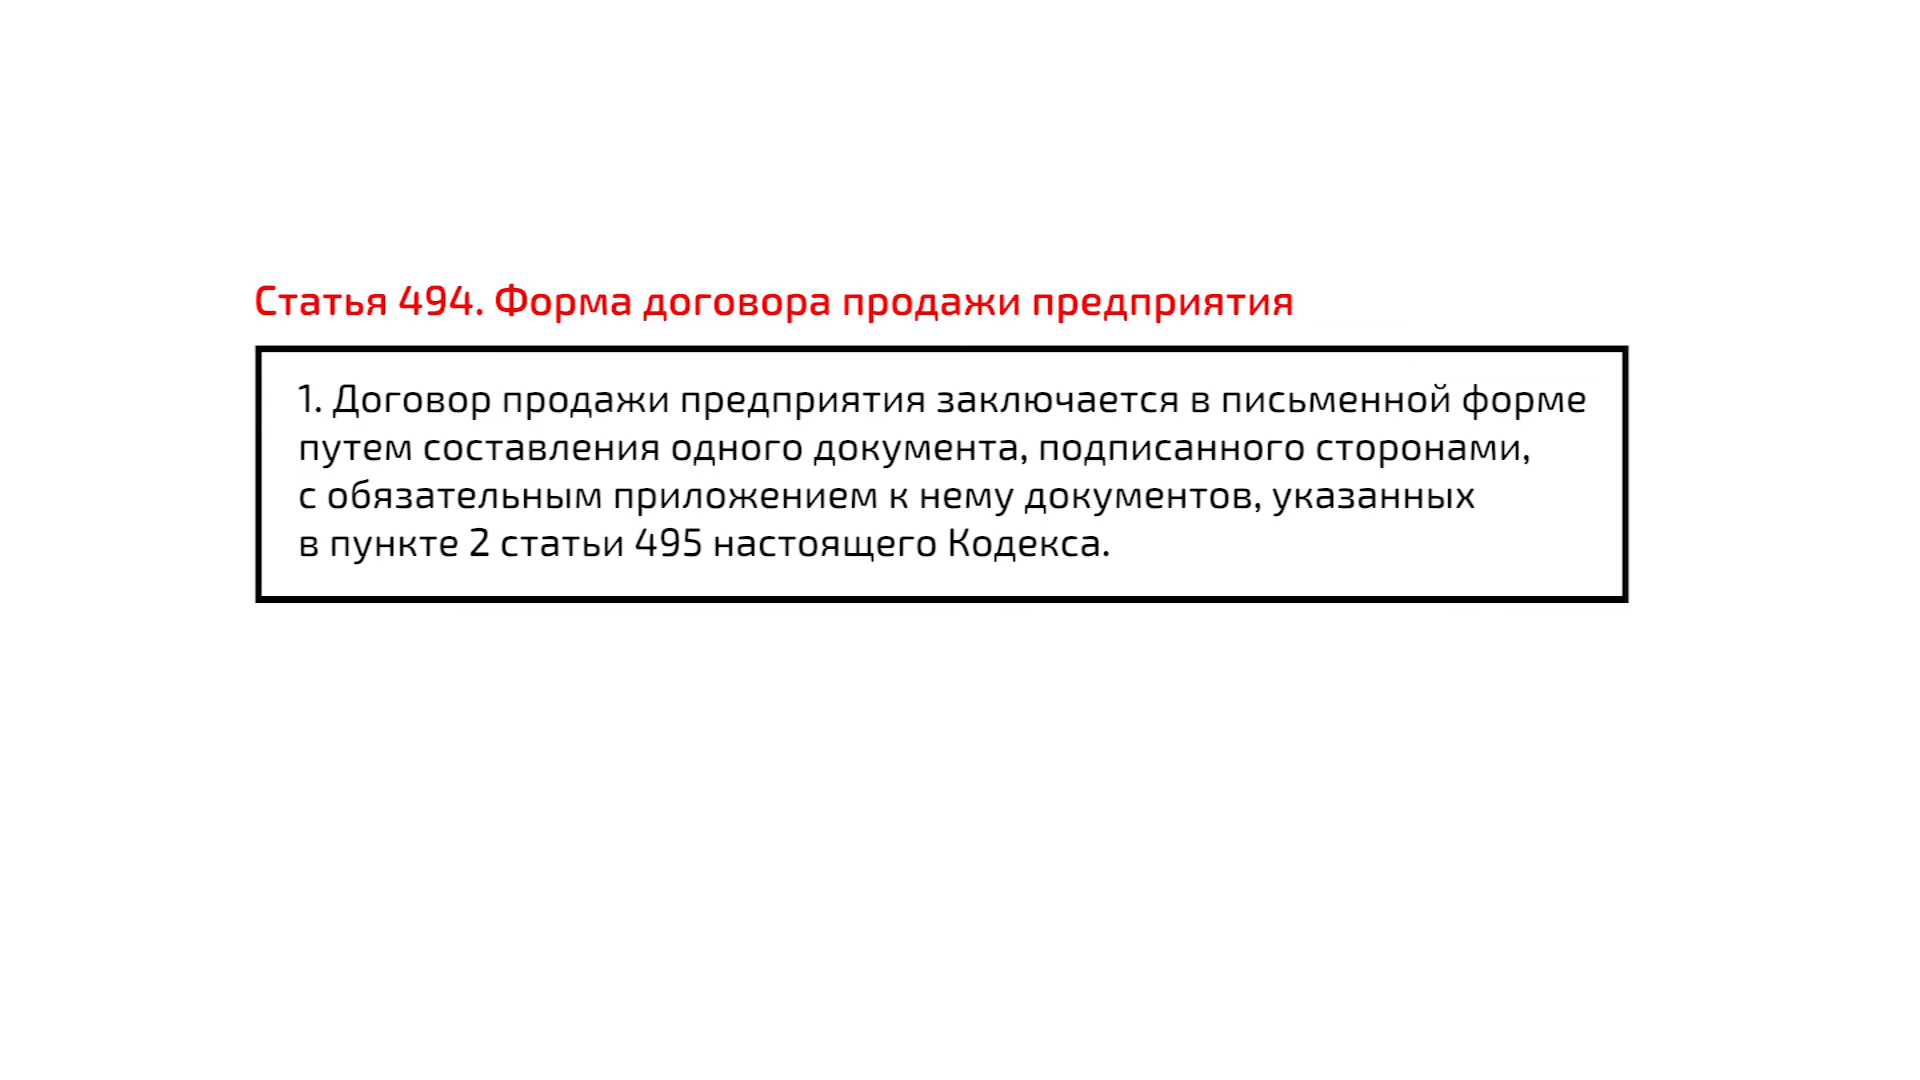 Статья 494. Форма договора продажи предприятия
1. Договор продажи предприятия заключается в письменной форме
путем составления одного документа, подписанного сторонами,
с обязательным приложением к нему документов, указанных
в пункте 2 статьи 495 настоящего Кодекса.